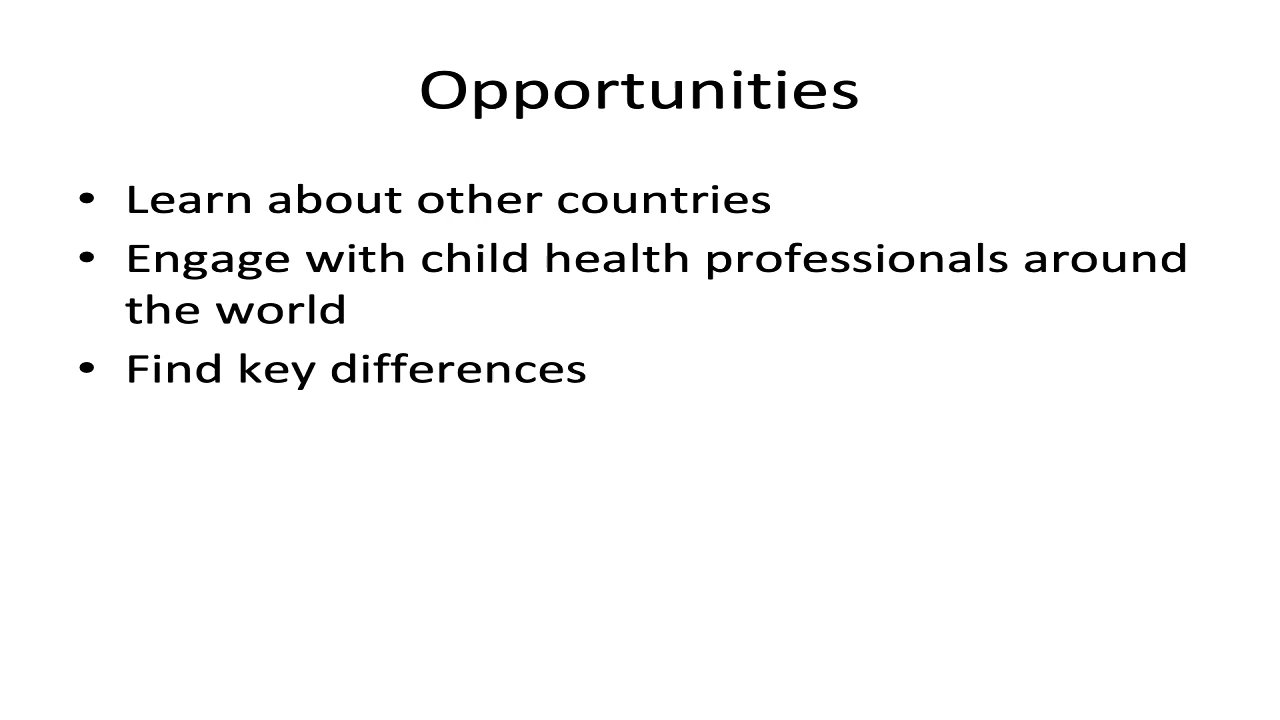 Opportunities
• Learn about other countries
• Engage with child health professionals around
the world
• Find key differences